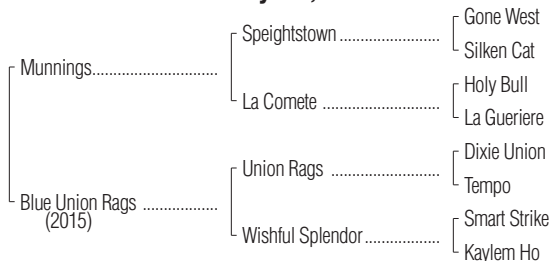 Gone West
Speightstown
Silken Cat
Munnings
Holy Bull
La Comete
La Gueriere
Dixie Union
Union Rags
Tempo
Blue Union Rags
(2015)
Smart Strike
Wishful Splendor
Kaylem Ho